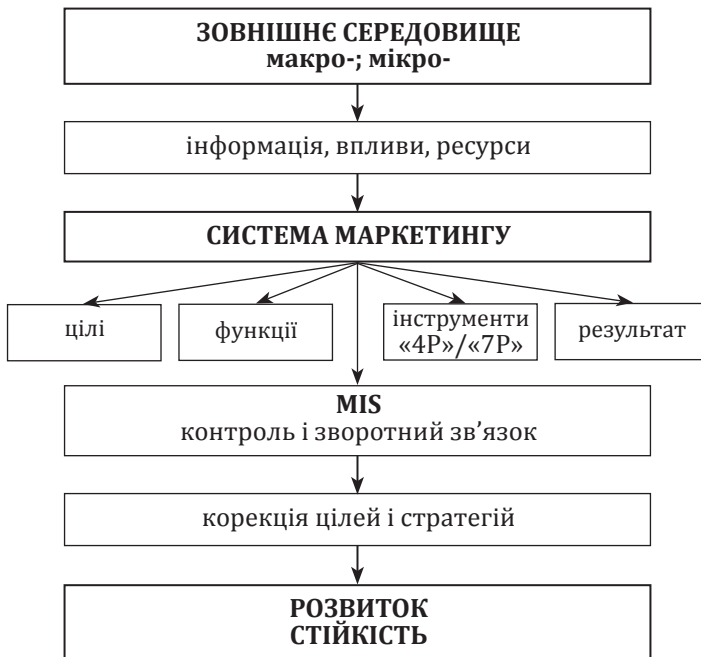 ЗОВНІШНЄ СЕРЕДОВИЩЕ
макро-; мікро-
інформація, впливи, ресурси
СИСТЕМА МАРКЕТИНГУ
цілі
функції
інструменти
«4Р»/«7Р»
результат
MIS
контроль і зворотний зв'язок
корекція цілей і стратегій
РОЗВИТОК
СТІЙКІСТЬ